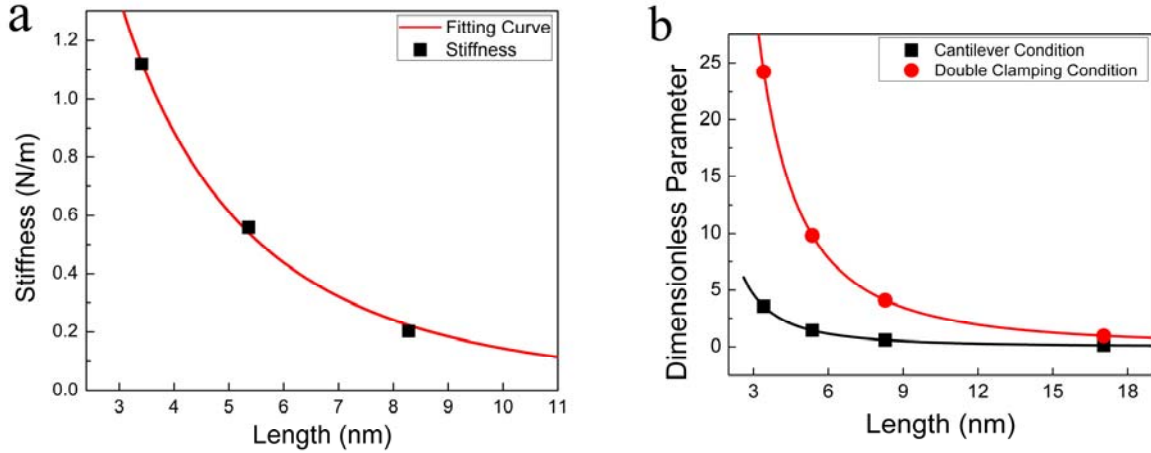 a
Fitting Curve
Stiffness
1.2
1.0
0.8
0.6
0.4
0.2
0.0
Stiffness (N/m)
3 4 5 6 7 8 9 10 11
Length (nm)
b
Cantilever Condition
Double Clamping Condition
25
20
15
10
5
0
Dimensionless Parameter
3 6 9 12 15 18
Length (nm)